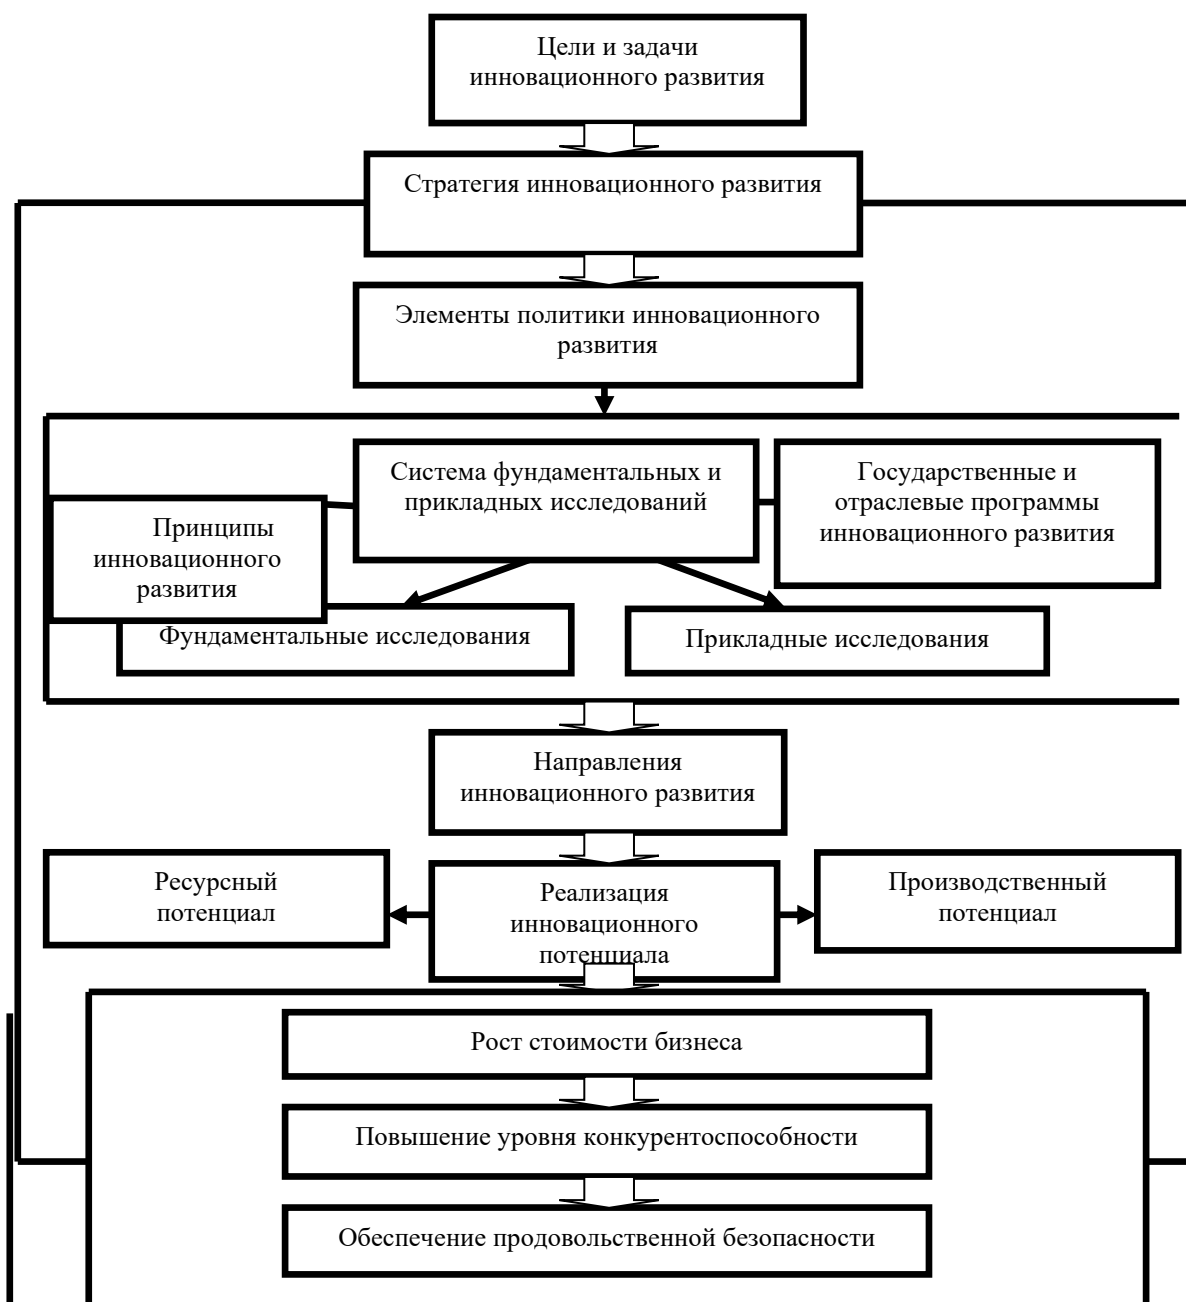 Цели и задачи
инновационного развития
Стратегия инновационного развития
Элементы политики инновационного
развития
Система фундаментальных и
прикладных исследований
Государственные и
отраслевые программы
инновационного развития
Принципы
инновационного
развития
Фундаментальные исследования
Прикладные исследования
Направления
инновационного развития
Ресурсный
потенциал
Реализация
инновационного
потенциала
Производственный
потенциал
Рост стоимости бизнеса
Повышение уровня конкурентоспособности
Обеспечение продовольственной безопасности